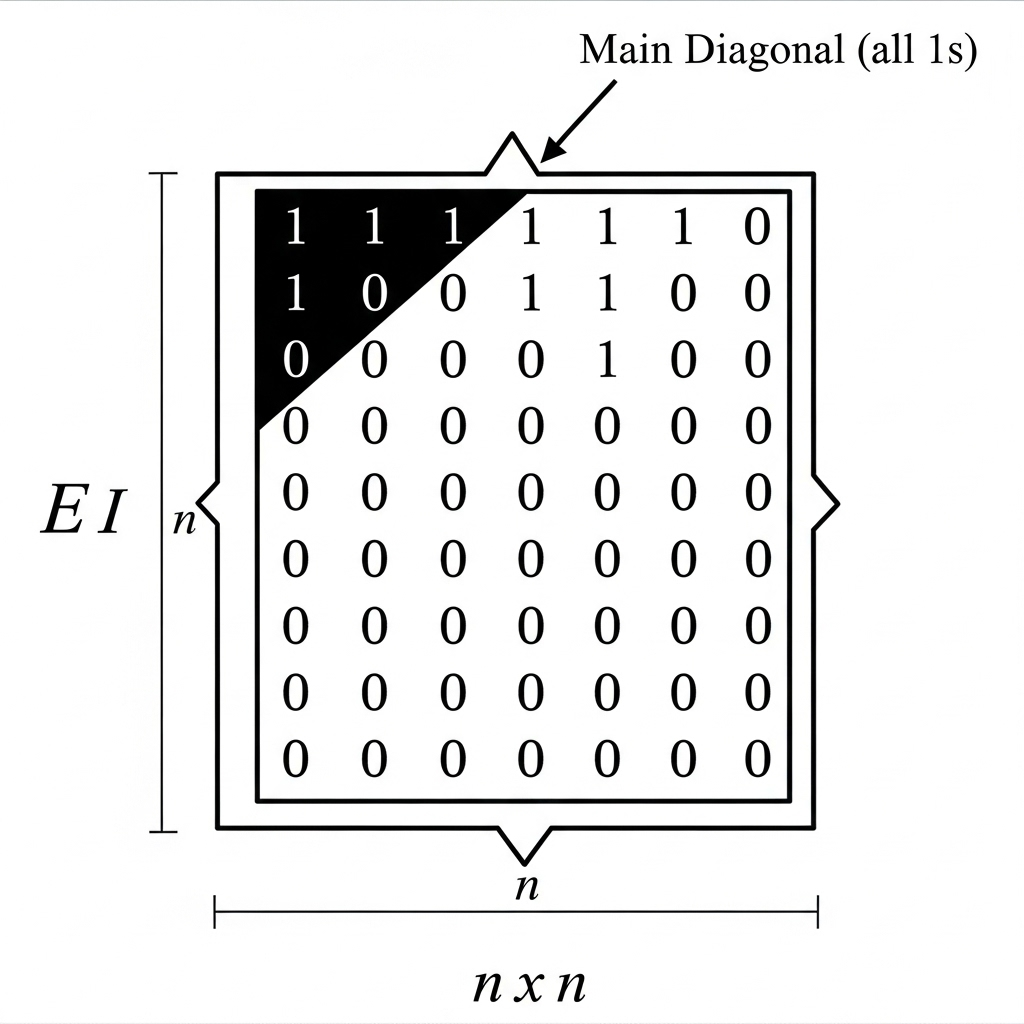 Main Diagonal (all 1s)
1 1 1 1 1 1 0
1 0 0 1 1 0 0
0 0 0 0 1 0 0
0 0 0 0 0 0 0
E I n 0 0 0 0 0 0 0
0 0 0 0 0 0 0
0 0 0 0 0 0 0
0 0 0 0 0 0 0
0 0 0 0 0 0 0
n
n x n